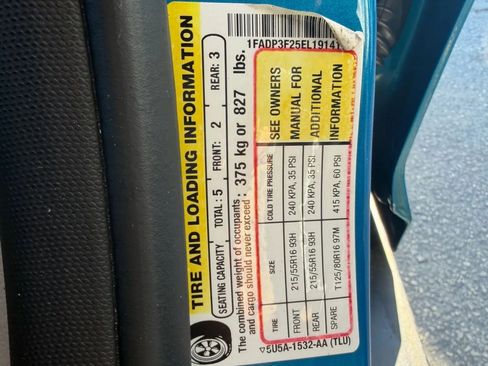 TIRE AND LOADING INFORMATION
SEATING CAPACITY TOTAL: 5 FRONT: 2 REAR: 3
The combined weight of occupants and cargo should never exceed: 375 kg or 827 lbs.
TIRE SIZE COLD TIRE PRESSURE
FRONT 215/55R16 93H 240 KPA, 35 PSI
REAR 215/55R16 93H 240 KPA, 35 PSI
SPARE T125/80R16 97M 415 KPA, 60 PSI
SEE OWNERS
MANUAL FOR
ADDITIONAL
INFORMATION
5U5A-1532-AA (TLU)
1FADP3F25EL19141